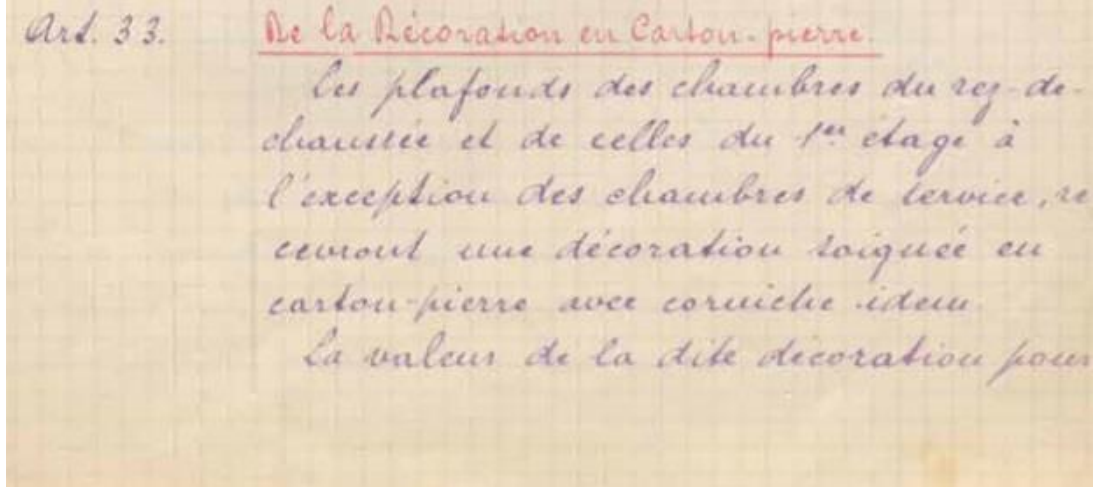 Art. 33. De la Décoration en Carton-pierre.
Les plafonds des chambres du rez-de-
chaussée et de celles du 1er étage à
l'exception des chambres de service, re
cevront une décoration soignée en
carton-pierre avec corniche idem.
La valeur de la dite décoration pour